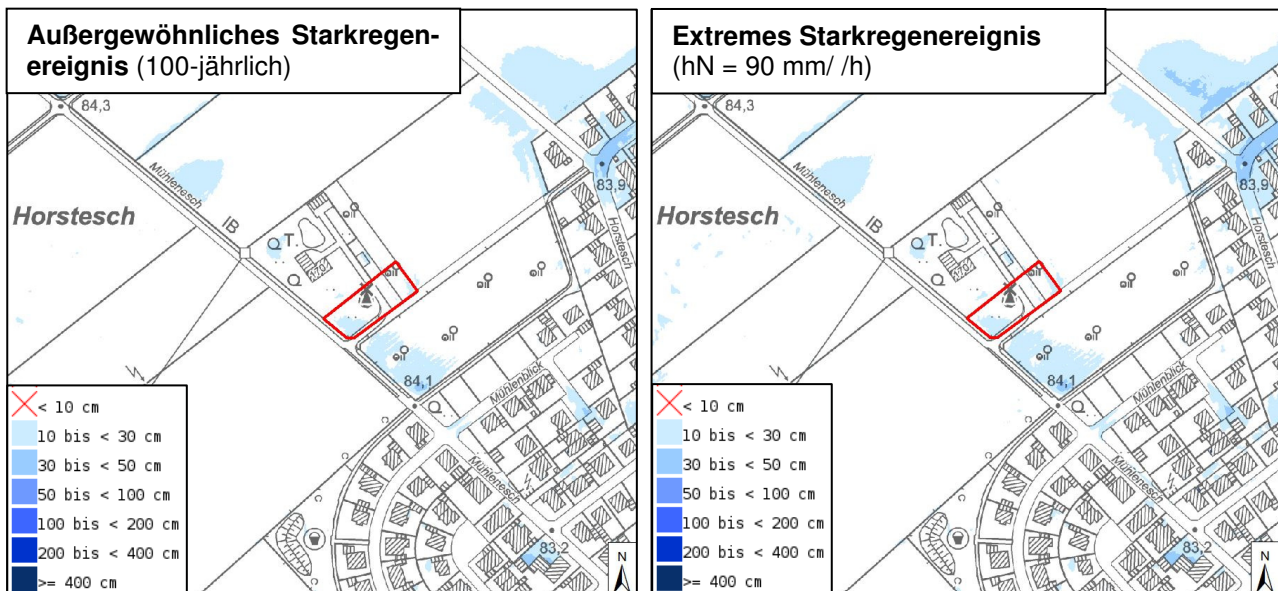 Außergewöhnliches Starkregen-
ereignis (100-jährlich)
84,3
Mühlenesch
Horstesch
IB
Q T.
Q
83,9
Horstesch
84,1
Q
Mühlenblick
Mühlenesch
83,2
N
< 10 cm
10 bis < 30 cm
30 bis < 50 cm
50 bis < 100 cm
100 bis < 200 cm
200 bis < 400 cm
>= 400 cm
Extremes Starkregenereignis
(hN = 90 mm/ /h)
84,3
Mühlenesch
Horstesch
IB
Q T.
Q
83,9
Horstesch
84,1
Q
Mühlenblick
Mühlenesch
83,2
N
< 10 cm
10 bis < 30 cm
30 bis < 50 cm
50 bis < 100 cm
100 bis < 200 cm
200 bis < 400 cm
>= 400 cm